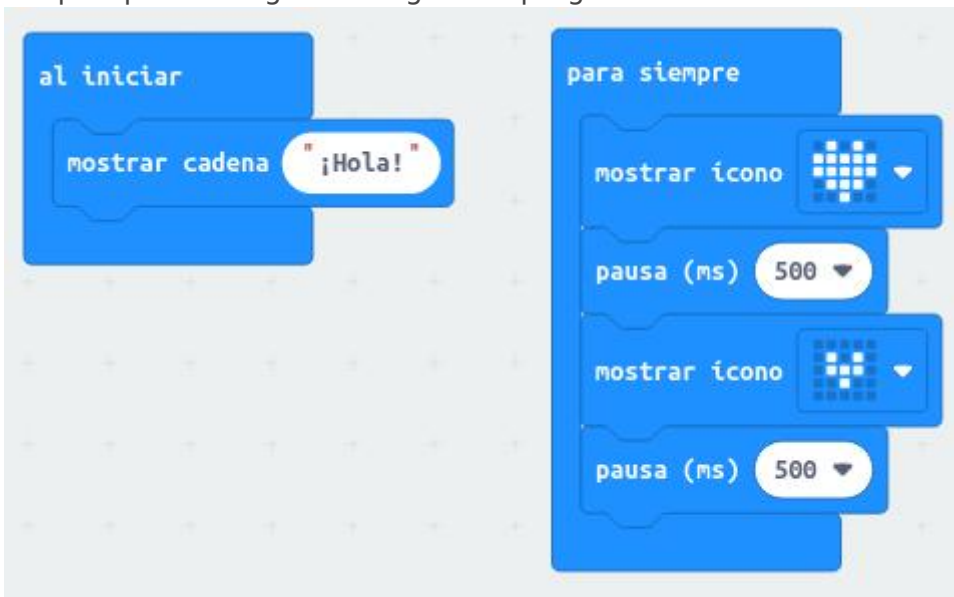 al iniciar
mostrar cadena "¡Hola!"
para siempre
mostrar ícono
pausa (ms) 500
mostrar ícono
pausa (ms) 500